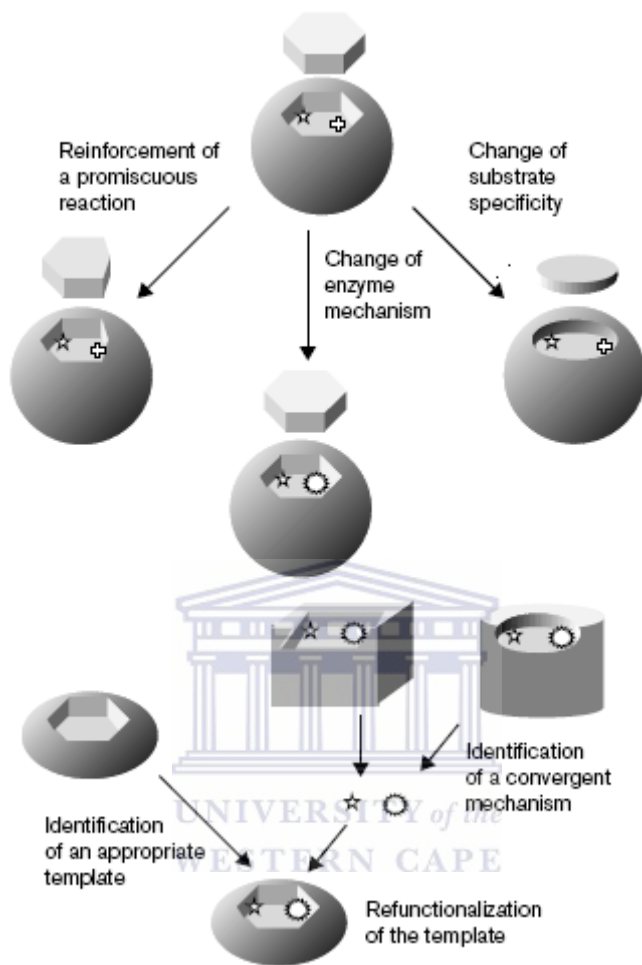 Reinforcement of
a promiscuous
reaction
Change of
substrate
specificity
Change of
enzyme
mechanism
Identification
of a convergent
mechanism
Identification
of an appropriate
template
UNIVERSITY of the
WESTERN CAPE
Refunctionalization
of the template